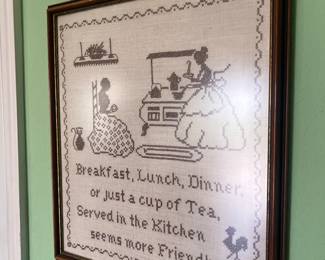 Breakfast, Lunch, Dinner,
or just a cup of Tea,
Served in the Kitchen
seems more Friendly